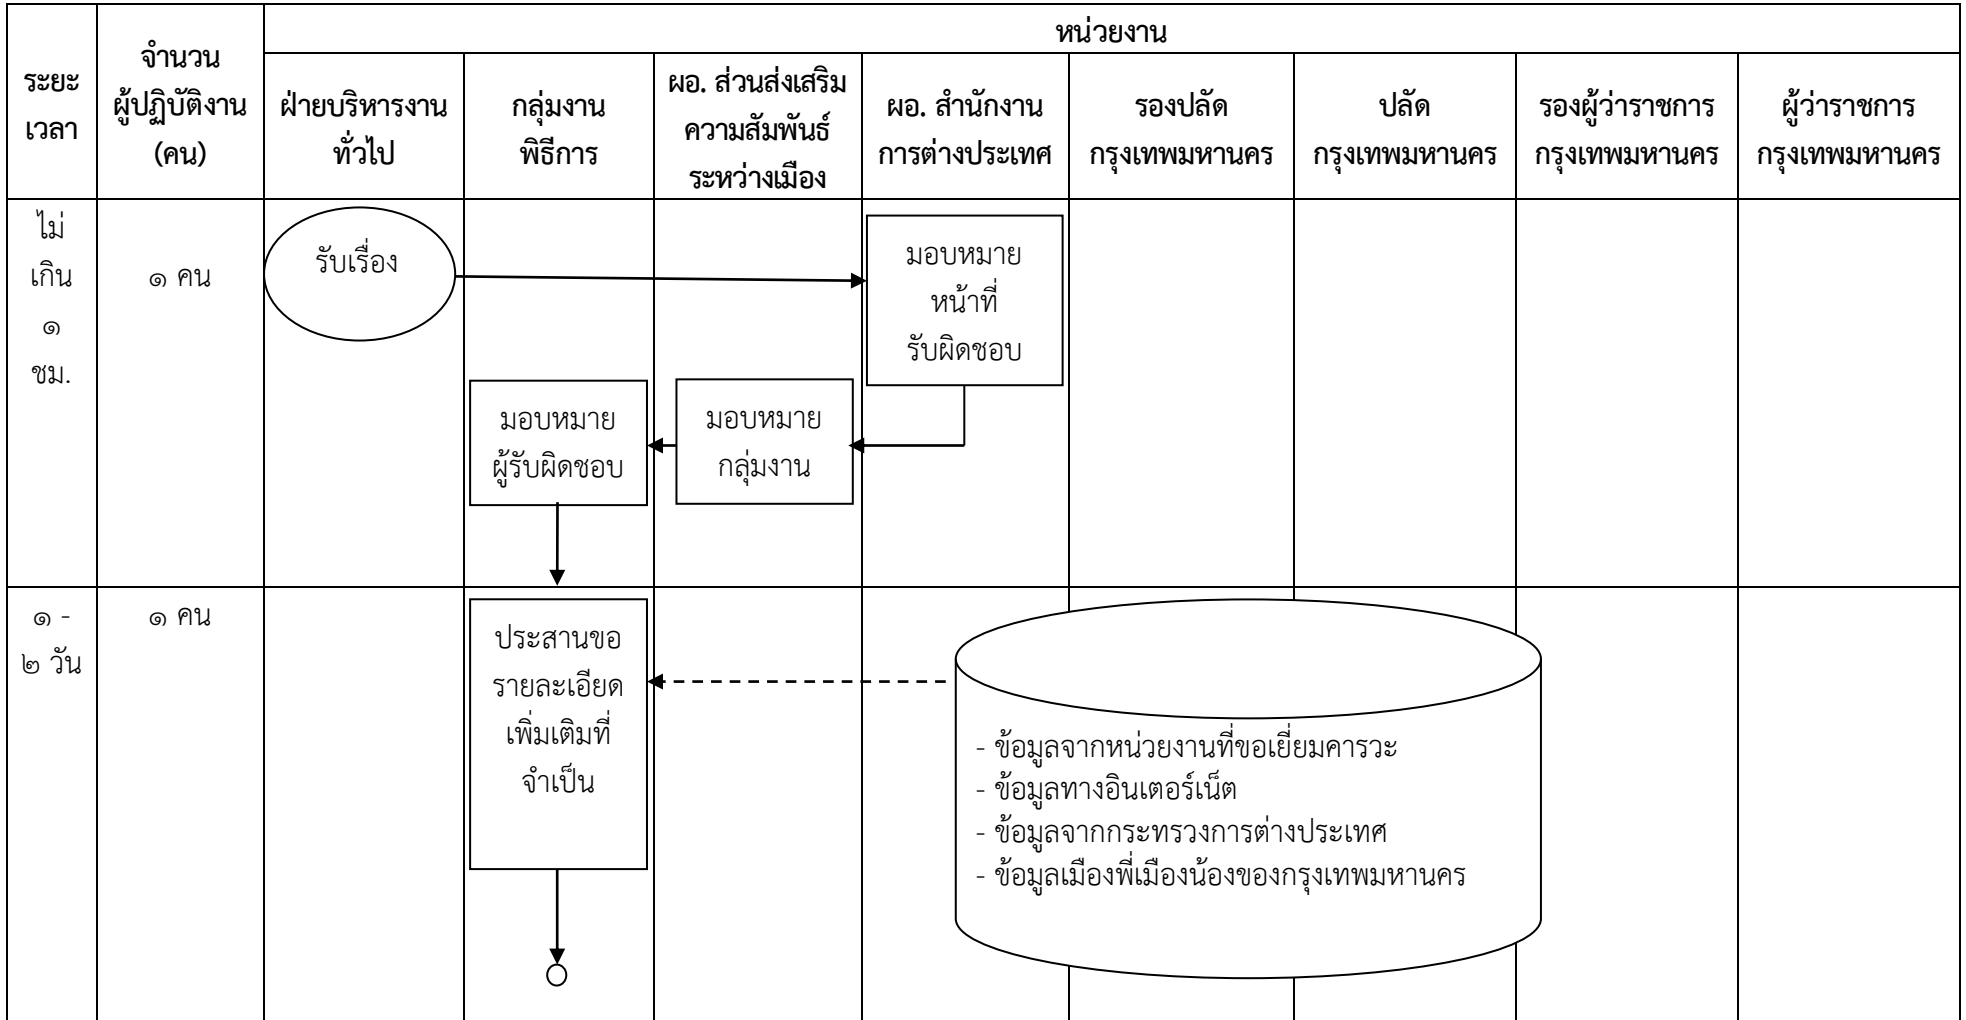 หน่วยงาน
ระยะ
เวลา
จำนวน
ผู้ปฏิบัติงาน
(คน)
ฝ่ายบริหารงาน
ทั่วไป
กลุ่มงาน
พิธีการ
ผอ. ส่วนส่งเสริม
ความสัมพันธ์
ระหว่างเมือง
ผอ. สำนักงาน
การต่างประเทศ
รองปลัด
กรุงเทพมหานคร
ปลัด
กรุงเทพมหานคร
รองผู้ว่าราชการ
กรุงเทพมหานคร
ผู้ว่าราชการ
กรุงเทพมหานคร
ไม่
เกิน
๑
ชม.
๑ คน
รับเรื่อง
มอบหมาย
หน้าที่
รับผิดชอบ
มอบหมาย
ผู้รับผิดชอบ
มอบหมาย
กลุ่มงาน
๑ -
๒ วัน
๑ คน
ประสานขอ
รายละเอียด
เพิ่มเติมที่
จำเป็น
- ข้อมูลจากหน่วยงานที่ขอเยี่ยมคารวะ
- ข้อมูลทางอินเตอร์เน็ต
- ข้อมูลจากกระทรวงการต่างประเทศ
- ข้อมูลเมืองพี่เมืองน้องของกรุงเทพมหานคร